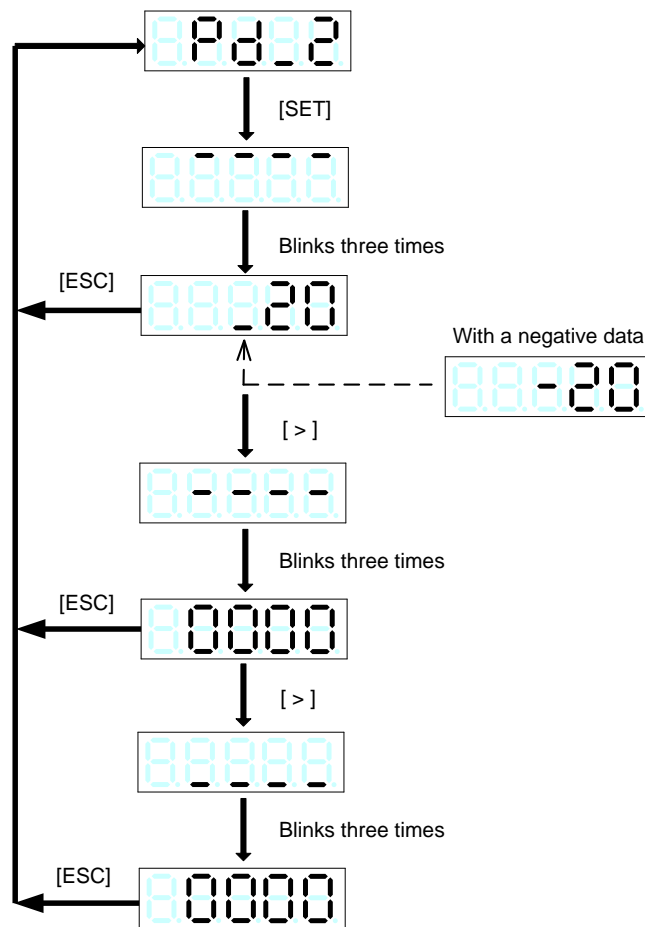 Pd_2
[SET]
- - - -
Blinks three times
[ESC]
_20
With a negative data
-20
[ > ]
- - - -
Blinks three times
[ESC]
0000
[ > ]
_ _ _ _
Blinks three times
[ESC]
0000